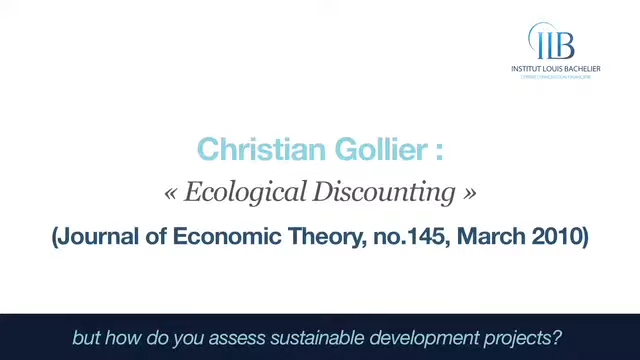 ILB
INSTITUT LOUIS BACHELIER
Christian Gollier :
« Ecological Discounting »
(Journal of Economic Theory, no.145, March 2010)
but how do you assess sustainable development projects?